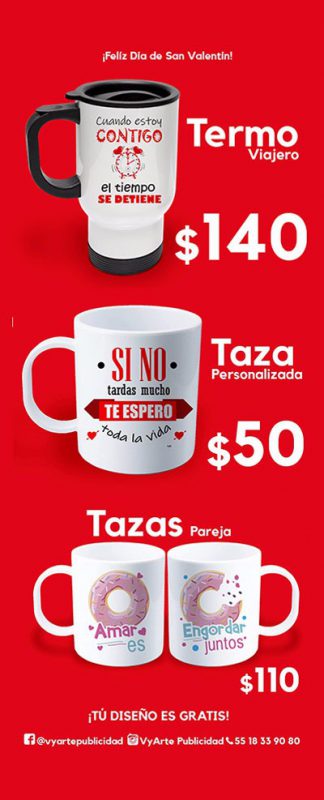 ¡Felíz Día de San Valentín!
Cuando estoy
CONTIGO
el tiempo
SE DETIENE
Termo
Viajero
$140
• SI NO •
tardas mucho
TE ESPERO
toda la vida
Taza
Personalizada
$50
Tazas Pareja
Amar
es
Engordar
juntos
$110
¡TÚ DISEÑO ES GRATIS!
@vyartepublicidad VyArte Publicidad 55 18 33 90 80